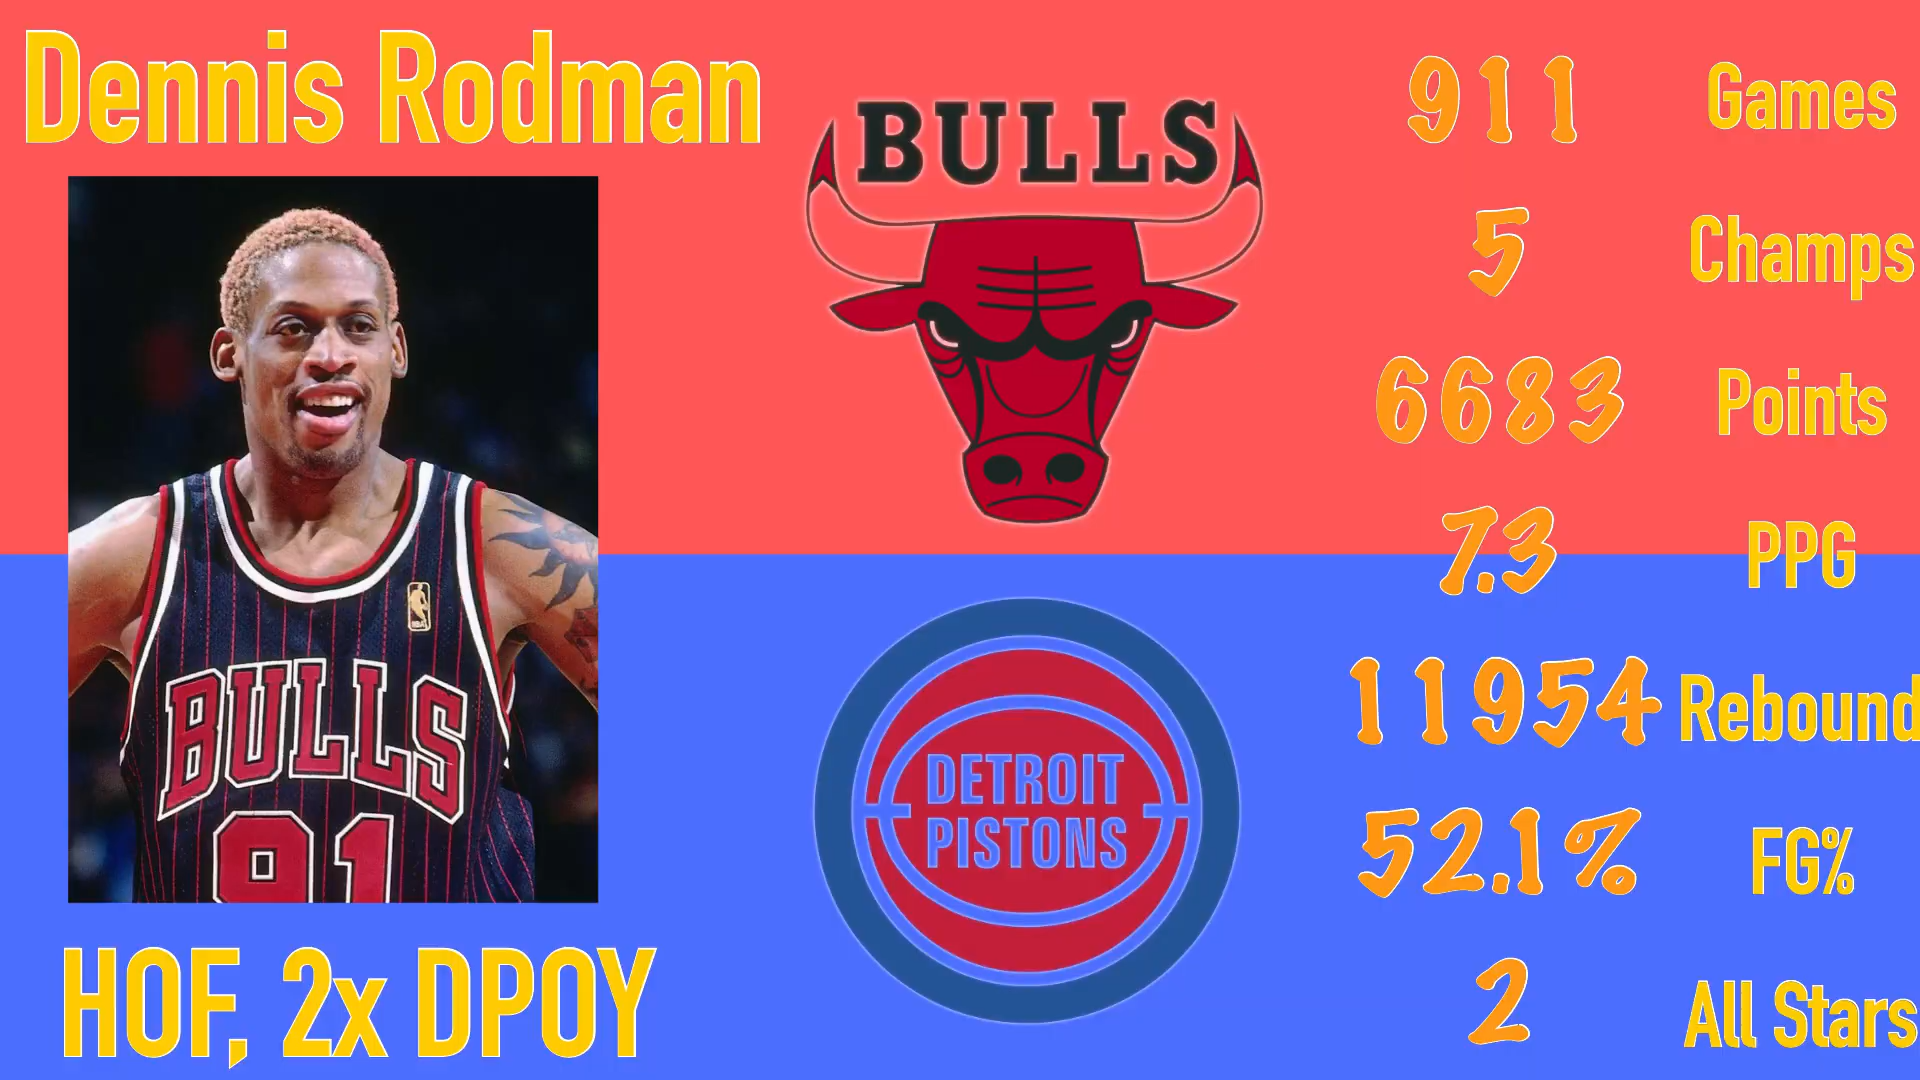 Dennis Rodman
BULLS
91
HOF, 2x DPOY
BULLS
DETROIT
PISTONS
911 Games
5 Champs
6683 Points
7.3 PPG
11954 Rebound
52.1% FG%
2 All Stars